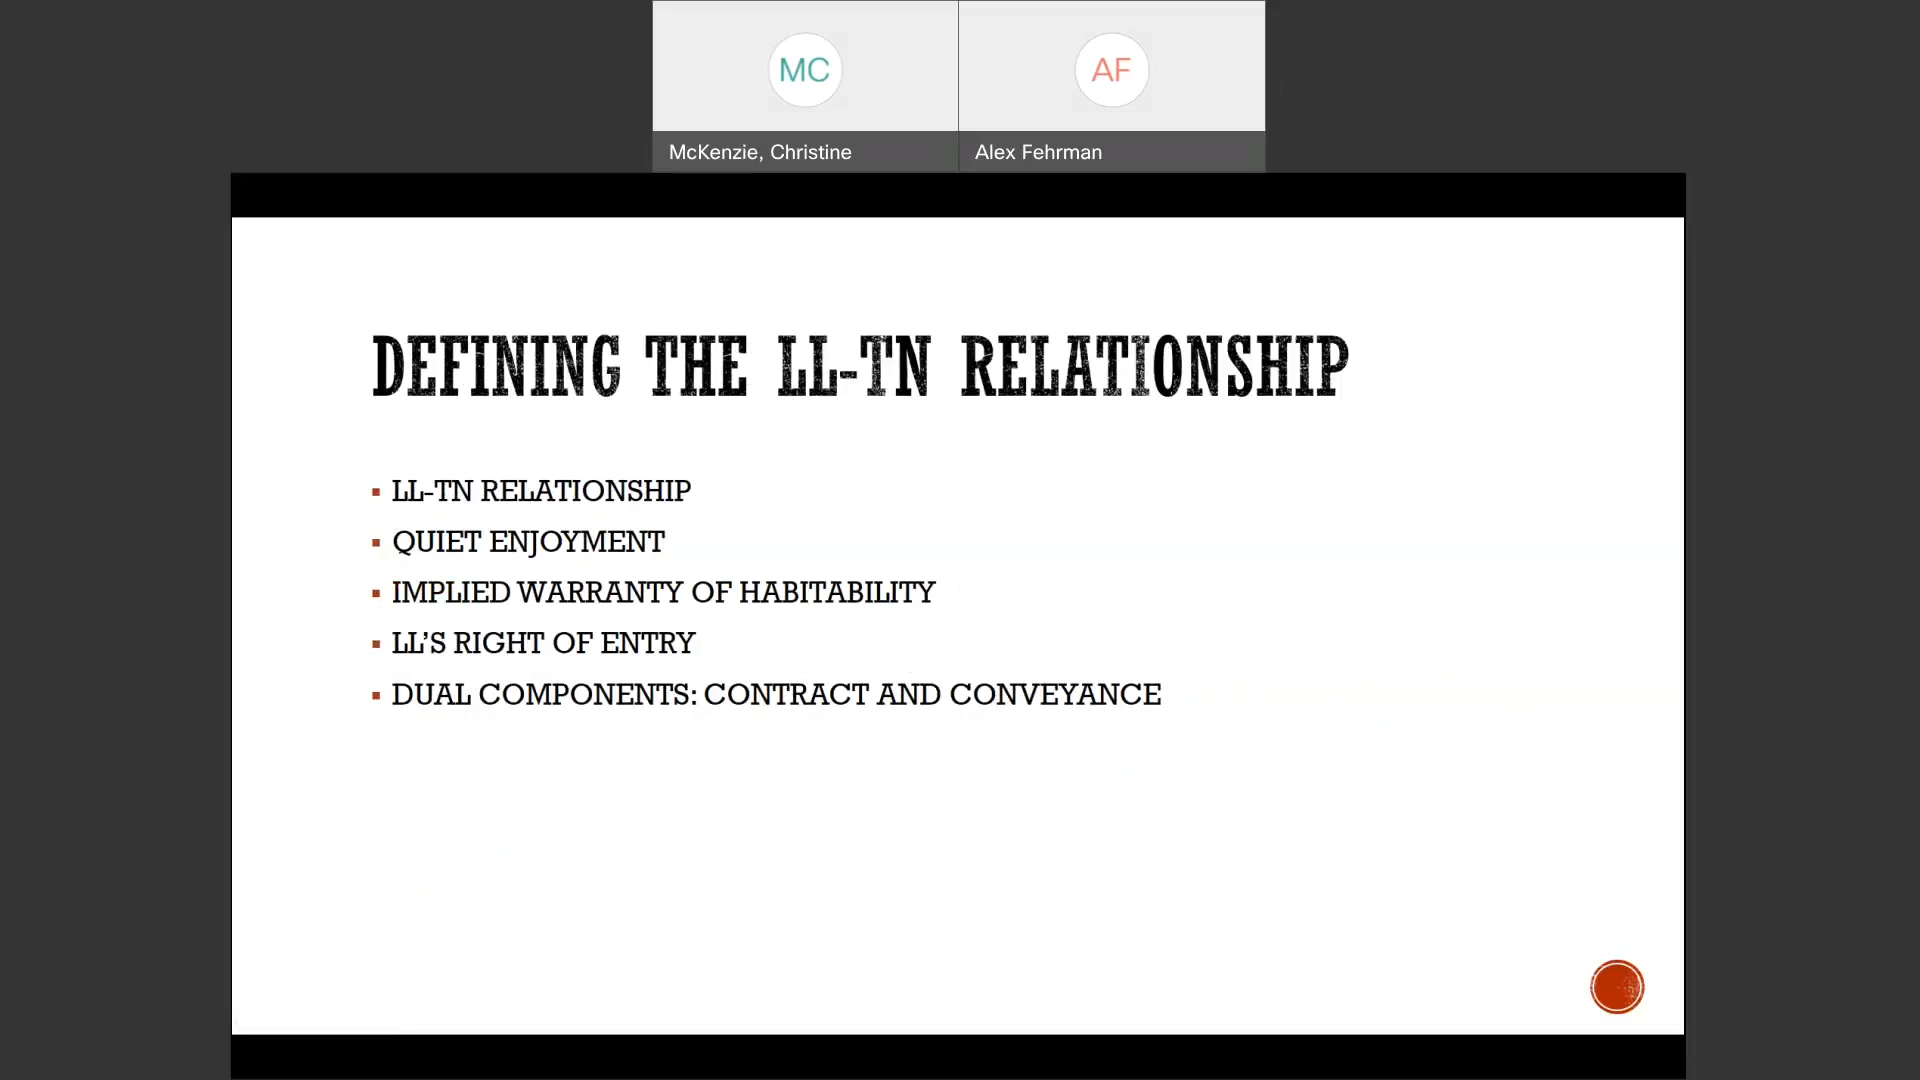 MC
AF
McKenzie, Christine
Alex Fehrman
DEFINING THE LL-TN RELATIONSHIP
▪ LL-TN RELATIONSHIP
▪ QUIET ENJOYMENT
▪ IMPLIED WARRANTY OF HABITABILITY
▪ LL’S RIGHT OF ENTRY
▪ DUAL COMPONENTS: CONTRACT AND CONVEYANCE